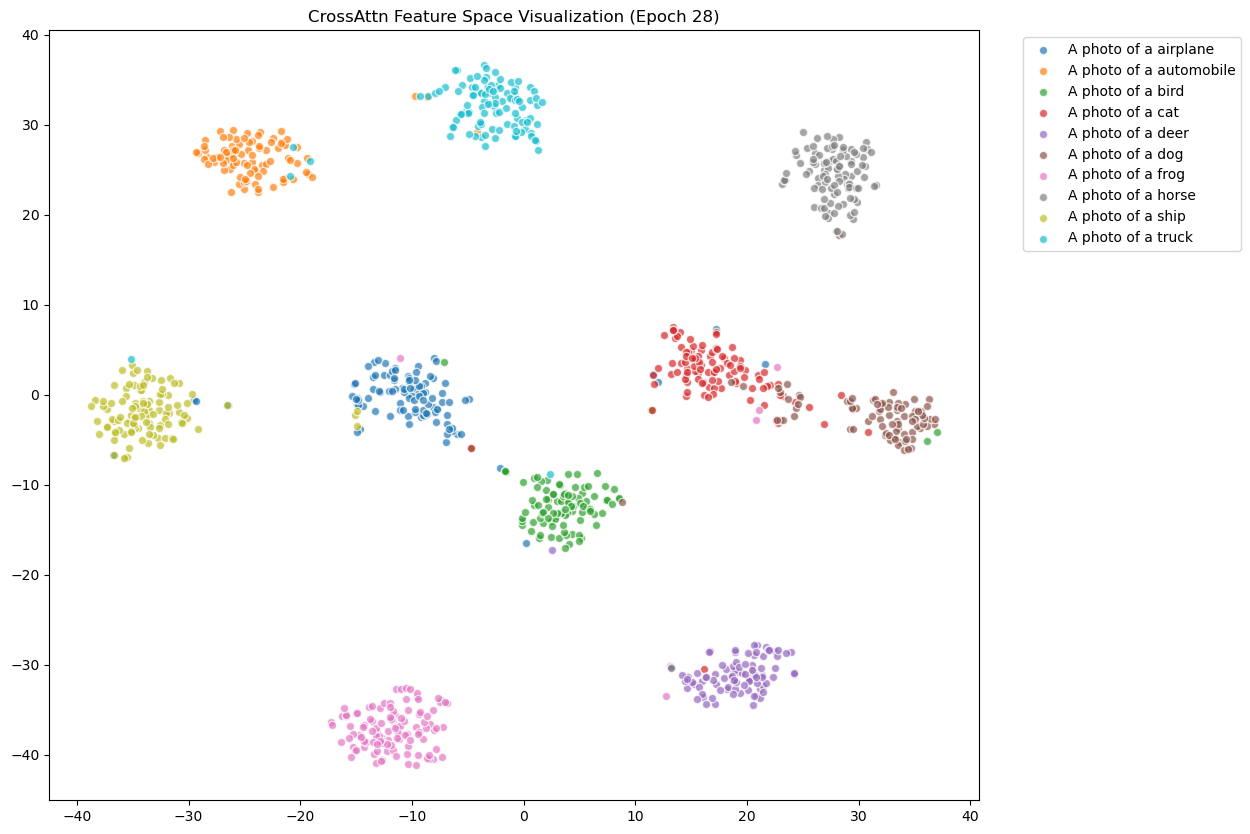 CrossAttn Feature Space Visualization (Epoch 28)
A photo of a airplane
A photo of a automobile
A photo of a bird
A photo of a cat
A photo of a deer
A photo of a dog
A photo of a frog
A photo of a horse
A photo of a ship
A photo of a truck
40
30
20
10
0
−10
−20
−30
−40
−40 −30 −20 −10 0 10 20 30 40